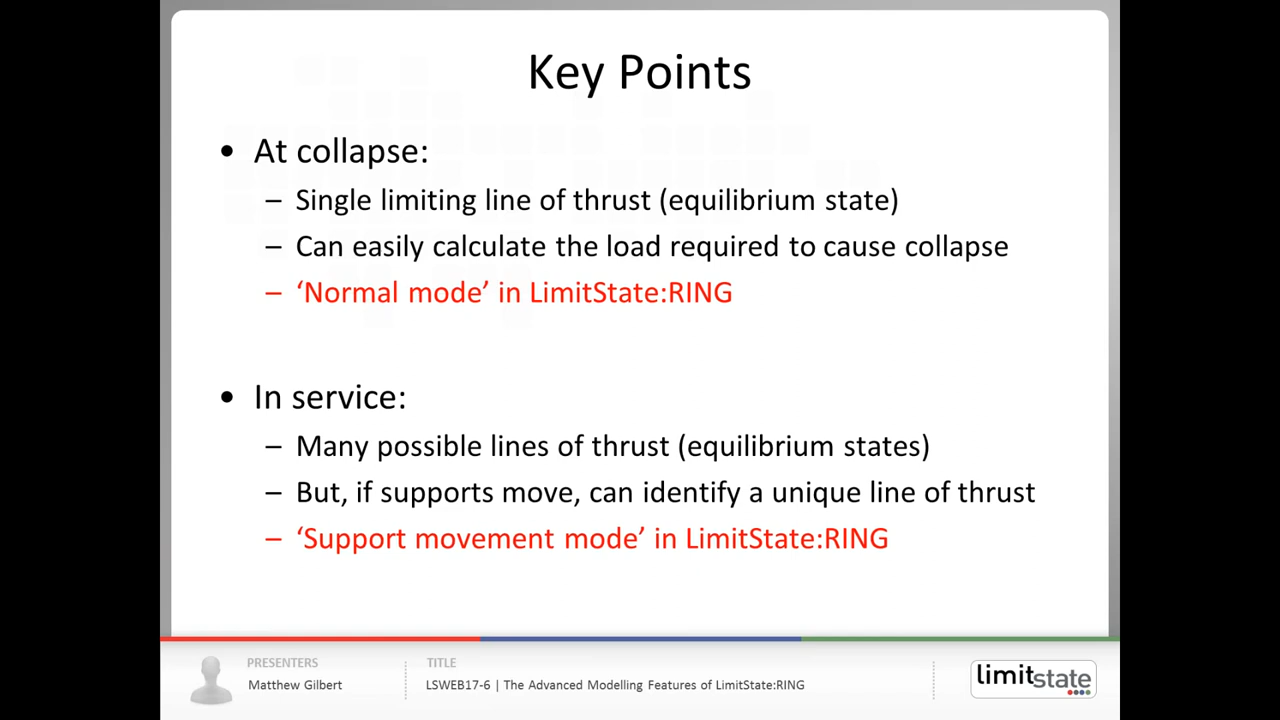 Key Points
• At collapse:
– Single limiting line of thrust (equilibrium state)
– Can easily calculate the load required to cause collapse
– ‘Normal mode’ in LimitState:RING
• In service:
– Many possible lines of thrust (equilibrium states)
– But, if supports move, can identify a unique line of thrust
– ‘Support movement mode’ in LimitState:RING
PRESENTERS
Matthew Gilbert
TITLE
LSWEB17-6 | The Advanced Modelling Features of LimitState:RING
limitstate